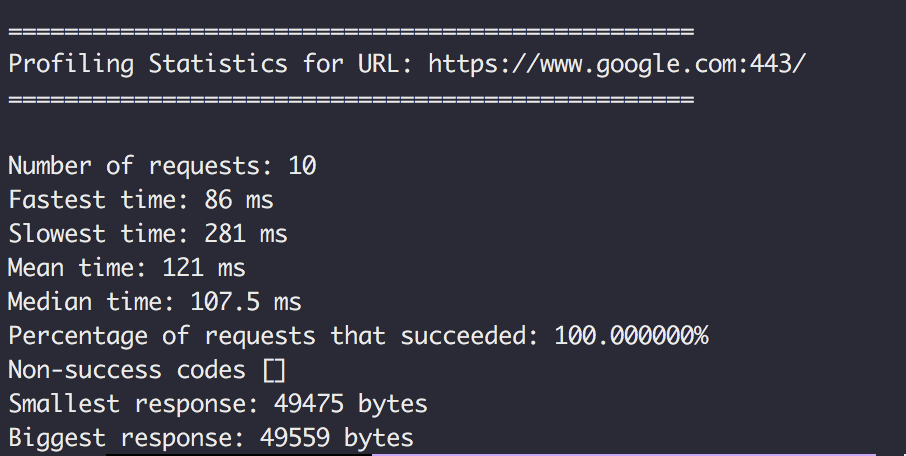 =================================================
Profiling Statistics for URL: https://www.google.com:443/
=================================================
Number of requests: 10
Fastest time: 86 ms
Slowest time: 281 ms
Mean time: 121 ms
Median time: 107.5 ms
Percentage of requests that succeeded: 100.000000%
Non-success codes []
Smallest response: 49475 bytes
Biggest response: 49559 bytes